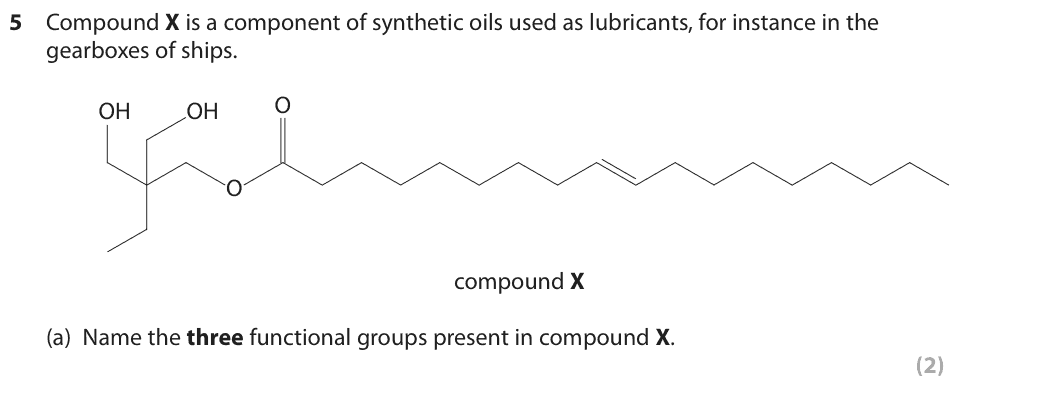 5 Compound X is a component of synthetic oils used as lubricants, for instance in the
gearboxes of ships.
OH OH O
O
compound X
(a) Name the three functional groups present in compound X.
(2)